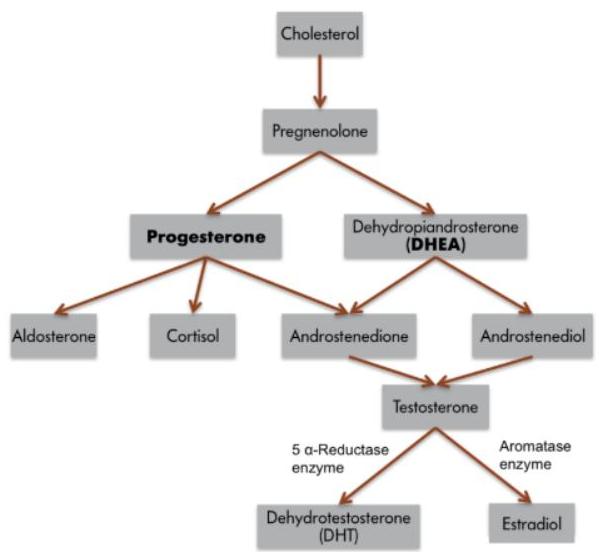 Cholesterol
Pregnenolone
Progesterone
Dehydropiandrosterone
(DHEA)
Aldosterone
Cortisol
Androstenedione
Androstenediol
Testosterone
5 α-Reductase
enzyme
Aromatase
enzyme
Dehydrotestosterone
(DHT)
Estradiol